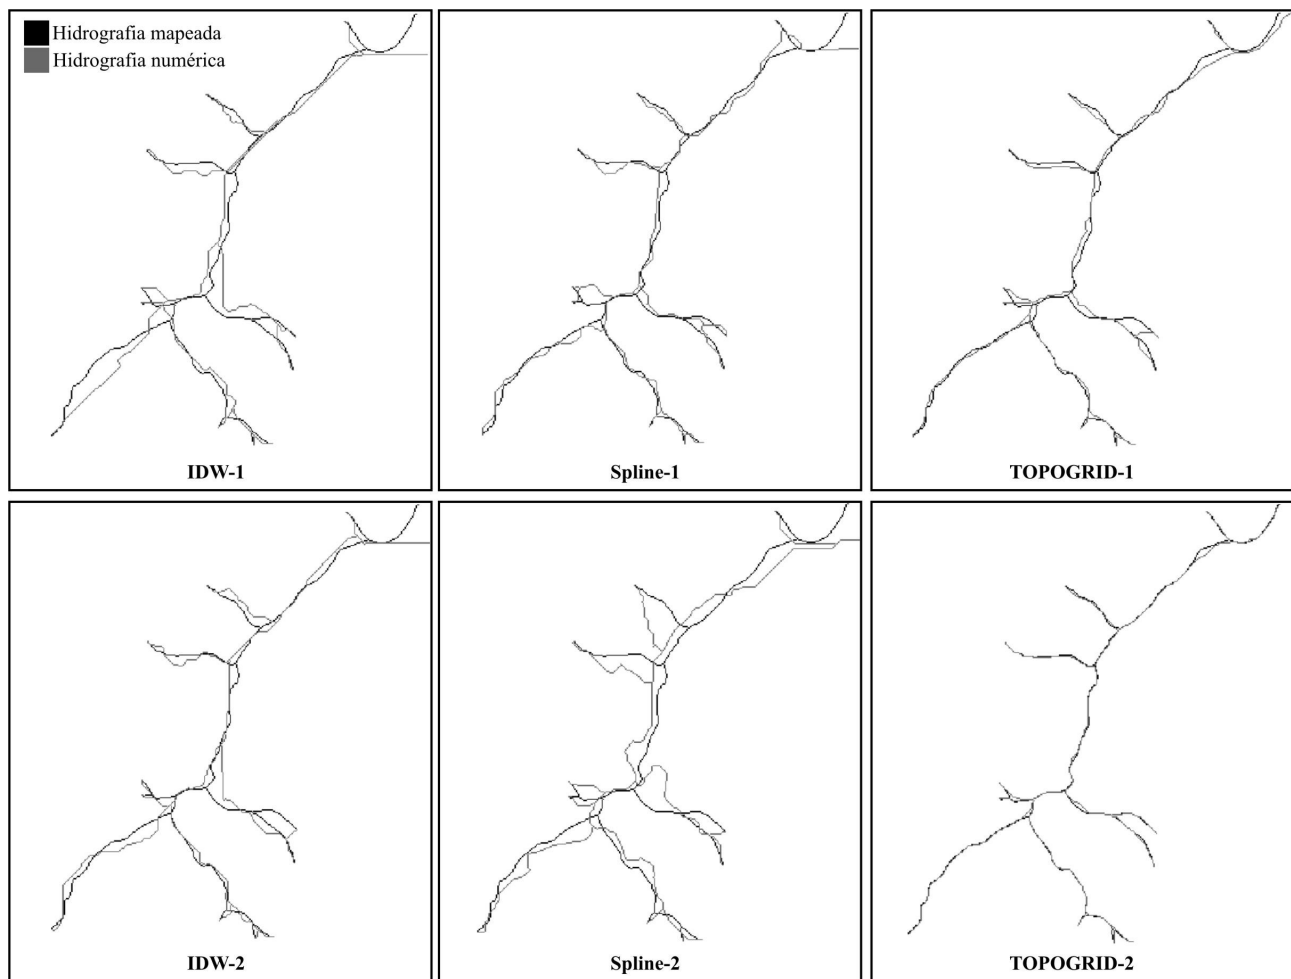 Hidrografia mapeada
Hidrografia numérica
IDW-1
Spline-1
TOPOGRID-1
IDW-2
Spline-2
TOPOGRID-2